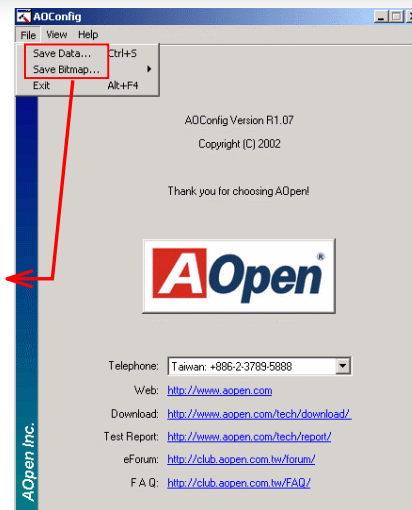 AOConfig
File View Help
Save Data... Ctrl+S
Save Bitmap...
Exit Alt+F4
AOConfig Version R1.07
Copyright (C) 2002
Thank you for choosing AOpen!
AOpen®
Telephone: Taiwan: +886-2-3789-5888
Web: http://www.aopen.com
Download: http://www.aopen.com/tech/download/
Test Report: http://www.aopen.com/tech/report/
eForum: http://club.aopen.com.tw/forum/
F A Q: http://club.aopen.com.tw/FAQ/
AOpen Inc.